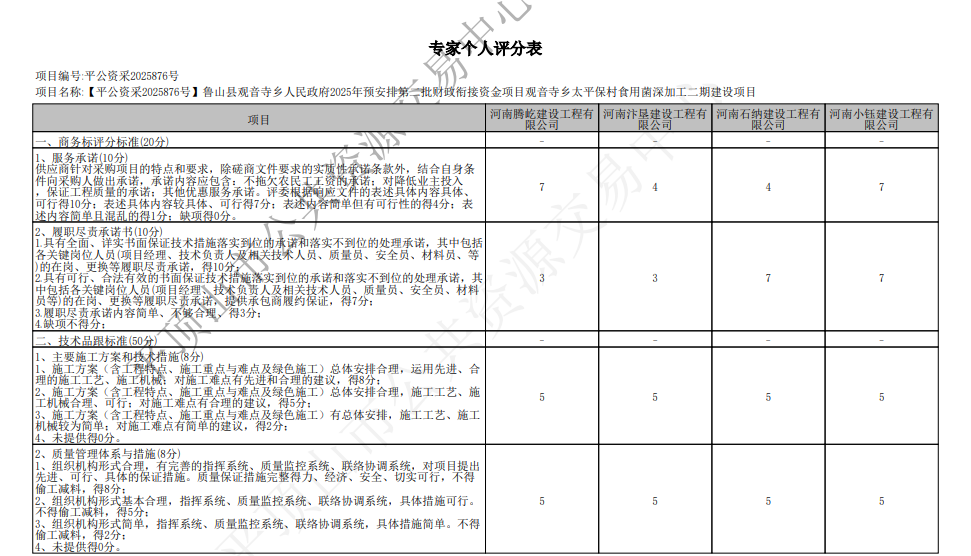 专家个人评分表
项目编号:平公资采2025876号
项目名称:【平公资采2025876号】鲁山县观音寺乡人民政府2025年预安排第二批财政衔接资金项目观音寺乡太平保村食用菌深加工二期建设项目
项目
河南腾屹建设工程有限公司
河南汴垦建设工程有限公司
河南石纳建设工程有限公司
河南小钰建设工程有限公司
一、商务标评分标准(20分)
-
-
-
-
1、服务承诺(10分)
供应商针对采购项目的特点和要求，除磋商文件要求的实质性承诺条款外，结合自身条
件向采购人做出承诺，承诺内容应包含：不拖欠农民工工资的承诺；对降低业主投入
，保证工程质量的承诺；其他优惠服务承诺。评委根据响应文件的表述具体内容具体、
可行得10分；表述具体内容较具体、可行得7分；表述内容简单但有可行性的得4分；表
述内容简单且混乱的得1分；缺项得0分。
7
4
4
7
2、履职尽责承诺书(10分)
1.具有全面、详实书面保证技术措施落实到位的承诺和落实不到位的处理承诺，其中包括
各关键岗位人员(项目经理、技术负责人及相关技术人员、质量员、安全员、材料员、等
)的在岗、更换等履职尽责承诺，得10分；
2.具有可行、合法有效的书面保证技术措施落实到位的承诺和落实不到位的处理承诺，其
中包括各关键岗位人员(项目经理、技术负责人及相关技术人员、质量员、安全员、材料
员等)的在岗、更换等履职尽责承诺，提供承包商履约保证，得7分；
3.履职尽责承诺内容简单、不够合理、得3分；
4.缺项不得分；
3
3
7
7
二、技术品跟标准(50分)
-
-
-
-
1、主要施工方案和技术措施(8分)
1、施工方案（含工程特点、施工重点与难点及绿色施工）总体安排合理，运用先进、合
理的施工工艺、施工机械；对施工难点有先进和合理的建议，得8分；
2、施工方案（含工程特点、施工重点与难点及绿色施工）总体安排合理，施工工艺、施
工机械合理、可行；对施工难点有合理的建议，得5分；
3、施工方案（含工程特点、施工重点与难点及绿色施工）有总体安排，施工工艺、施工
机械较为简单；对施工难点有简单的建议，得2分；
4、未提供得0分。
5
5
5
5
2、质量管理体系与措施(8分)
1、组织机构形式合理，有完善的指挥系统、质量监控系统、联络协调系统，对项目提出
先进、可行、具体的保证措施。质量保证措施完整得力、经济、安全、切实可行，不得
偷工减料，得8分；
2、组织机构形式基本合理，指挥系统、质量监控系统、联络协调系统，具体措施可行。
不得偷工减料，得5分；
3、组织机构形式简单，指挥系统、质量监控系统、联络协调系统，具体措施简单。不得
偷工减料，得2分；
4、未提供得0分。
5
5
5
5
平顶山市公共资源交易中心
平顶山市公共资源交易中